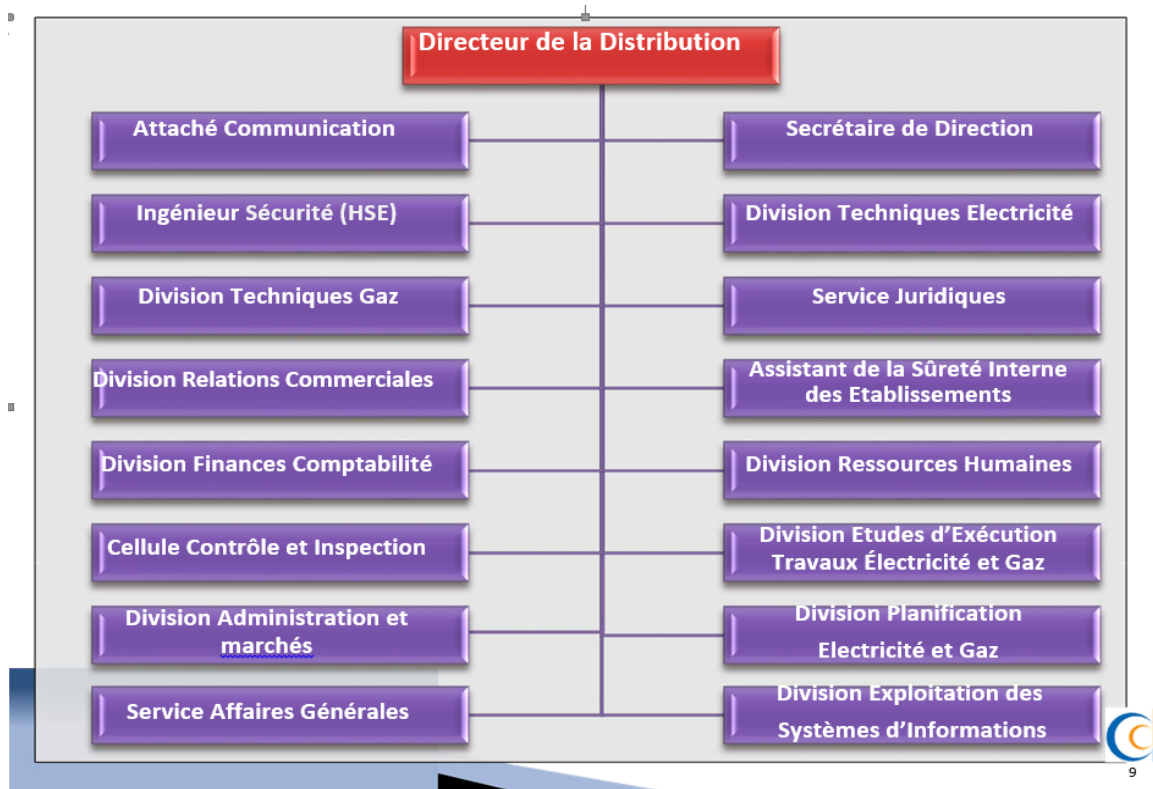 Directeur de la Distribution
Attaché Communication
Secrétaire de Direction
Ingénieur Sécurité (HSE)
Division Techniques Electricité
Division Techniques Gaz
Service Juridiques
Division Relations Commerciales
Assistant de la Sûreté Interne
des Etablissements
Division Finances Comptabilité
Division Ressources Humaines
Cellule Contrôle et Inspection
Division Etudes d’Exécution
Travaux Électricité et Gaz
Division Administration et
marchés
Division Planification
Electricité et Gaz
Service Affaires Générales
Division Exploitation des
Systèmes d’Informations
9